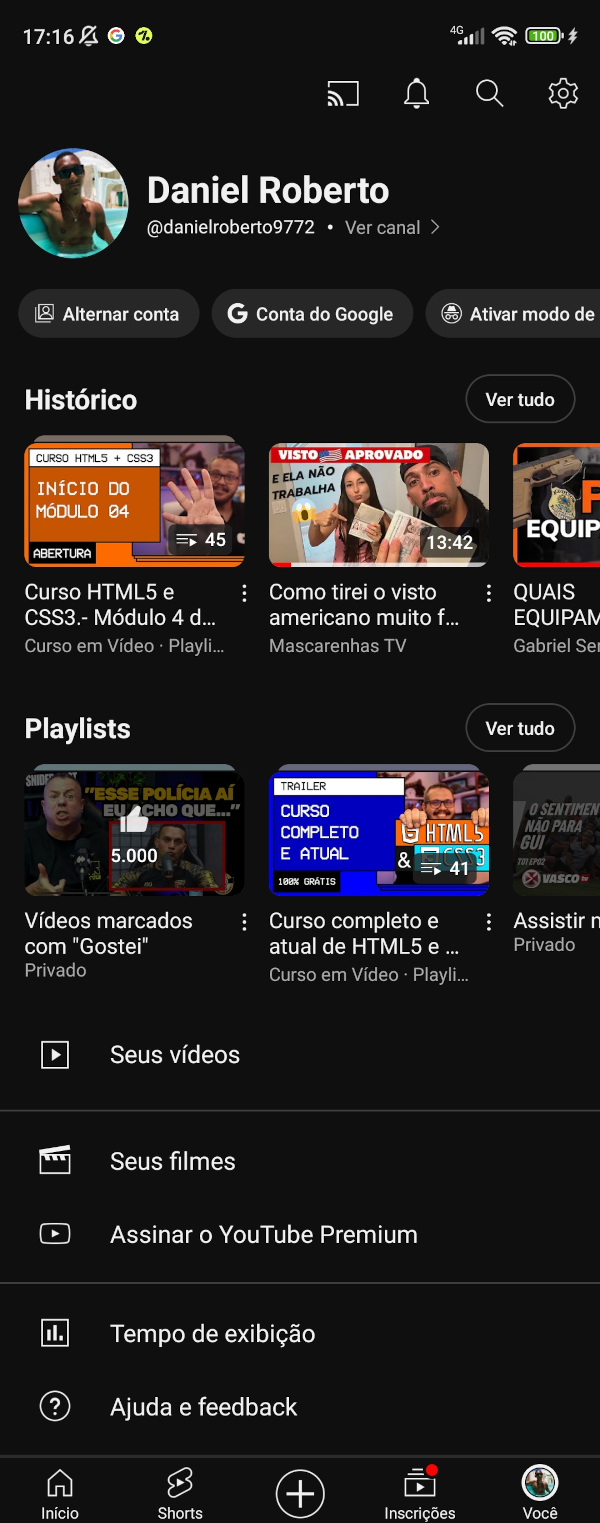 17:16
4G
100
Daniel Roberto
@danielroberto9772 • Ver canal
Alternar conta
Conta do Google
Ativar modo de
Histórico
Ver tudo
CURSO HTML5 + CSS3
INÍCIO DO
MÓDULO 04
ABERTURA
45
VISTO APROVADO
E ELA NÃO
TRABALHA
13:42
EQUIP
Curso HTML5 e
CSS3.- Módulo 4 d...
Curso em Vídeo · Playli...
Como tirei o visto
americano muito f...
Mascarenhas TV
QUAIS
EQUIPAM
Gabriel Ser
Playlists
Ver tudo
"ESSE POLÍCIA AÍ
EU ACHO QUE..."
5.000
TRAILER
CURSO
COMPLETO
E ATUAL
100% GRÁTIS
HTML5
& CSS3
41
O SENTIMEN
NÃO PARA
GUI
T01 EP02
VASCO
Vídeos marcados
com "Gostei"
Privado
Curso completo e
atual de HTML5 e ...
Curso em Vídeo · Playli...
Assistir m
Privado
Seus vídeos
Seus filmes
Assinar o YouTube Premium
Tempo de exibição
Ajuda e feedback
Início
Shorts
Inscrições
Você